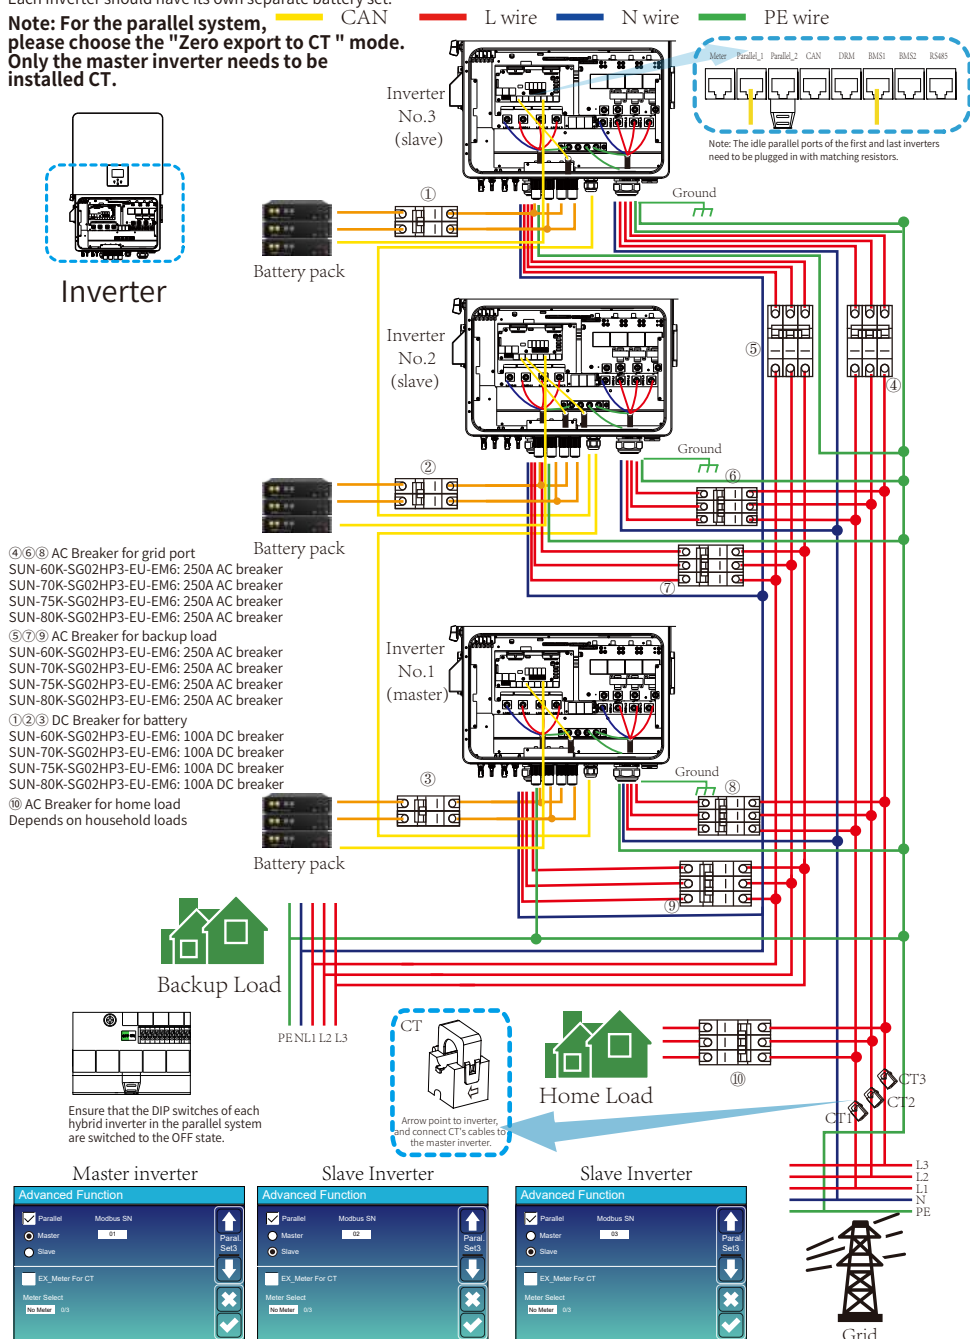 Each inverter should have its own separate battery set.
Note: For the parallel system,
please choose the "Zero export to CT " mode.
Only the master inverter needs to be
installed CT.
CAN
L wire
N wire
PE wire
Inverter
No.3
(slave)
Meter
Parallel_1
Parallel_2
CAN
DRM
BMS1
BMS2
RS485
Note: The idle parallel ports of the first and last inverters
need to be plugged in with matching resistors.
Ground
①
Battery pack
Inverter
Inverter
No.2
(slave)
⑤
④
Ground
②
⑥
Battery pack
⑦
④⑥⑧ AC Breaker for grid port
SUN-60K-SG02HP3-EU-EM6: 250A AC breaker
SUN-70K-SG02HP3-EU-EM6: 250A AC breaker
SUN-75K-SG02HP3-EU-EM6: 250A AC breaker
SUN-80K-SG02HP3-EU-EM6: 250A AC breaker
⑤⑦⑨ AC Breaker for backup load
SUN-60K-SG02HP3-EU-EM6: 250A AC breaker
SUN-70K-SG02HP3-EU-EM6: 250A AC breaker
SUN-75K-SG02HP3-EU-EM6: 250A AC breaker
SUN-80K-SG02HP3-EU-EM6: 250A AC breaker
①②③ DC Breaker for battery
SUN-60K-SG02HP3-EU-EM6: 100A DC breaker
SUN-70K-SG02HP3-EU-EM6: 100A DC breaker
SUN-75K-SG02HP3-EU-EM6: 100A DC breaker
SUN-80K-SG02HP3-EU-EM6: 100A DC breaker
⑩ AC Breaker for home load
Depends on household loads
Inverter
No.1
(master)
Ground
③
⑧
Battery pack
⑨
Backup Load
PE N L1 L2 L3
Ensure that the DIP switches of each
hybrid inverter in the parallel system
are switched to the OFF state.
CT
Arrow point to inverter,
and connect CT's cables to
the master inverter.
Home Load
⑩
CT3
CT2
CT1
L3
L2
L1
N
PE
Grid
Master inverter
Advanced Function
Parallel
Modbus SN
Master
01
Slave
Paral.
Set3
EX_Meter For CT
Meter Select
No Meter
0/3
Slave Inverter
Advanced Function
Parallel
Modbus SN
Master
02
Slave
Paral.
Set3
EX_Meter For CT
Meter Select
No Meter
0/3
Slave Inverter
Advanced Function
Parallel
Modbus SN
Master
03
Slave
Paral.
Set3
EX_Meter For CT
Meter Select
No Meter
0/3